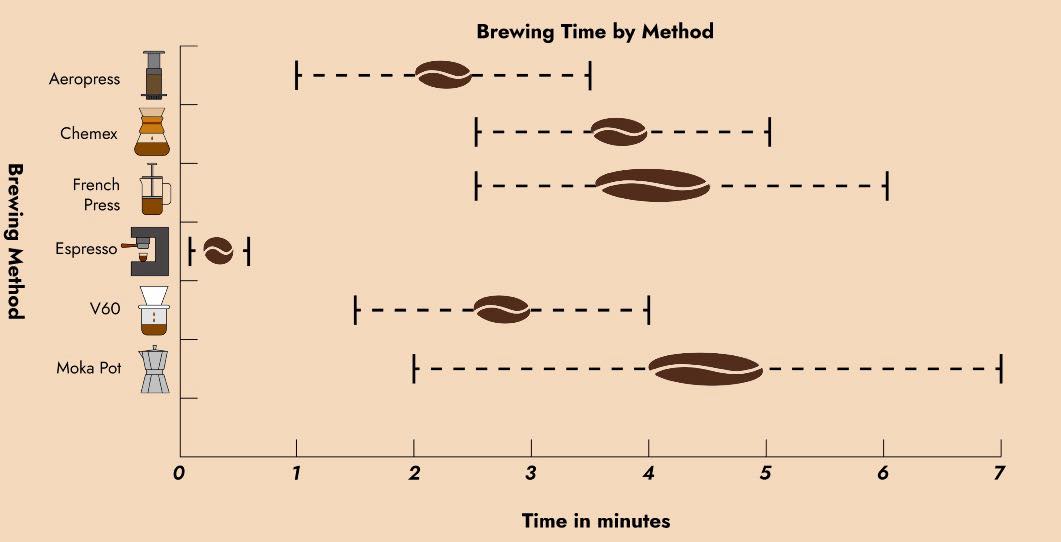 Brewing Time by Method
Brewing Method
Aeropress
Chemex
French
Press
Espresso
V60
Moka Pot
0 1 2 3 4 5 6 7
Time in minutes